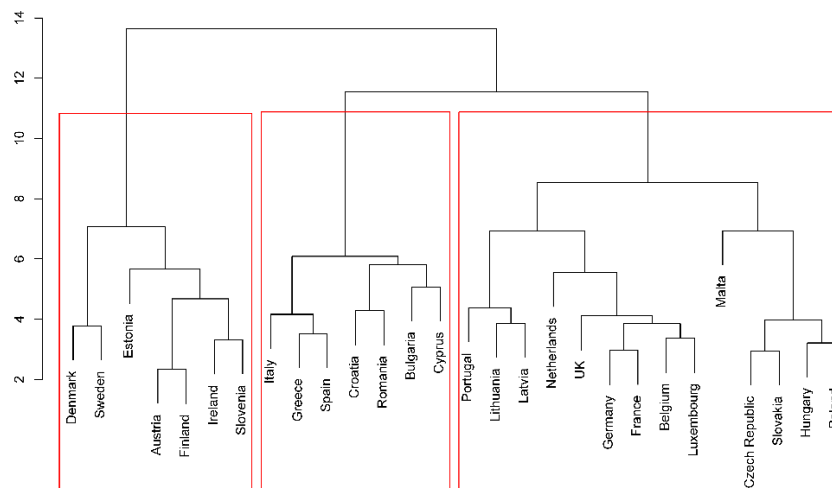 14
12
10
8
6
4
2
Denmark
Sweden
Estonia
Austria
Finland
Ireland
Slovenia
Italy
Greece
Spain
Croatia
Romania
Bulgaria
Cyprus
Portugal
Lithuania
Latvia
Netherlands
UK
Germany
France
Belgium
Luxembourg
Malta
Czech Republic
Slovakia
Hungary